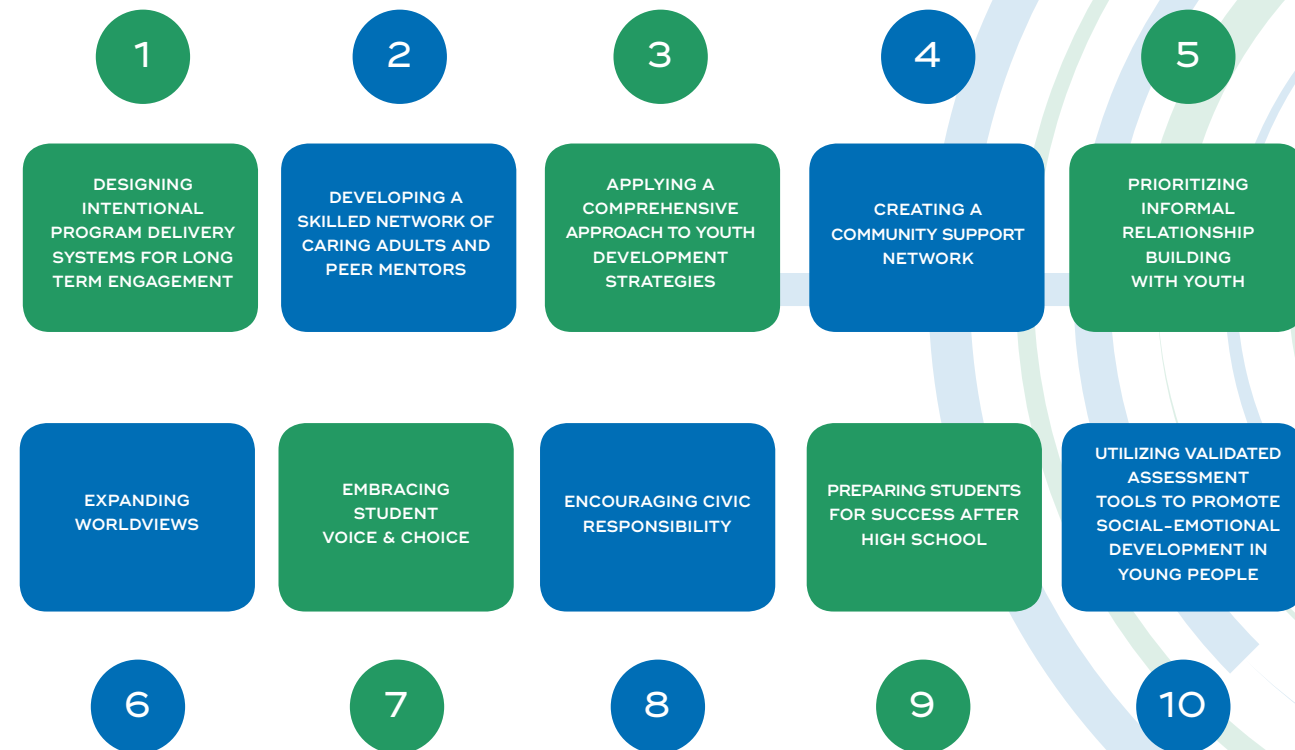 1
DESIGNING
INTENTIONAL
PROGRAM DELIVERY
SYSTEMS FOR LONG
TERM ENGAGEMENT
2
DEVELOPING A
SKILLED NETWORK OF
CARING ADULTS AND
PEER MENTORS
3
APPLYING A
COMPREHENSIVE
APPROACH TO YOUTH
DEVELOPMENT
STRATEGIES
4
CREATING A
COMMUNITY SUPPORT
NETWORK
5
PRIORITIZING
INFORMAL
RELATIONSHIP
BUILDING
WITH YOUTH
EXPANDING
WORLDVIEWS
6
EMBRACING
STUDENT
VOICE & CHOICE
7
ENCOURAGING CIVIC
RESPONSIBILITY
8
PREPARING STUDENTS
FOR SUCCESS AFTER
HIGH SCHOOL
9
UTILIZING VALIDATED
ASSESSMENT
TOOLS TO PROMOTE
SOCIAL-EMOTIONAL
DEVELOPMENT IN
YOUNG PEOPLE
10